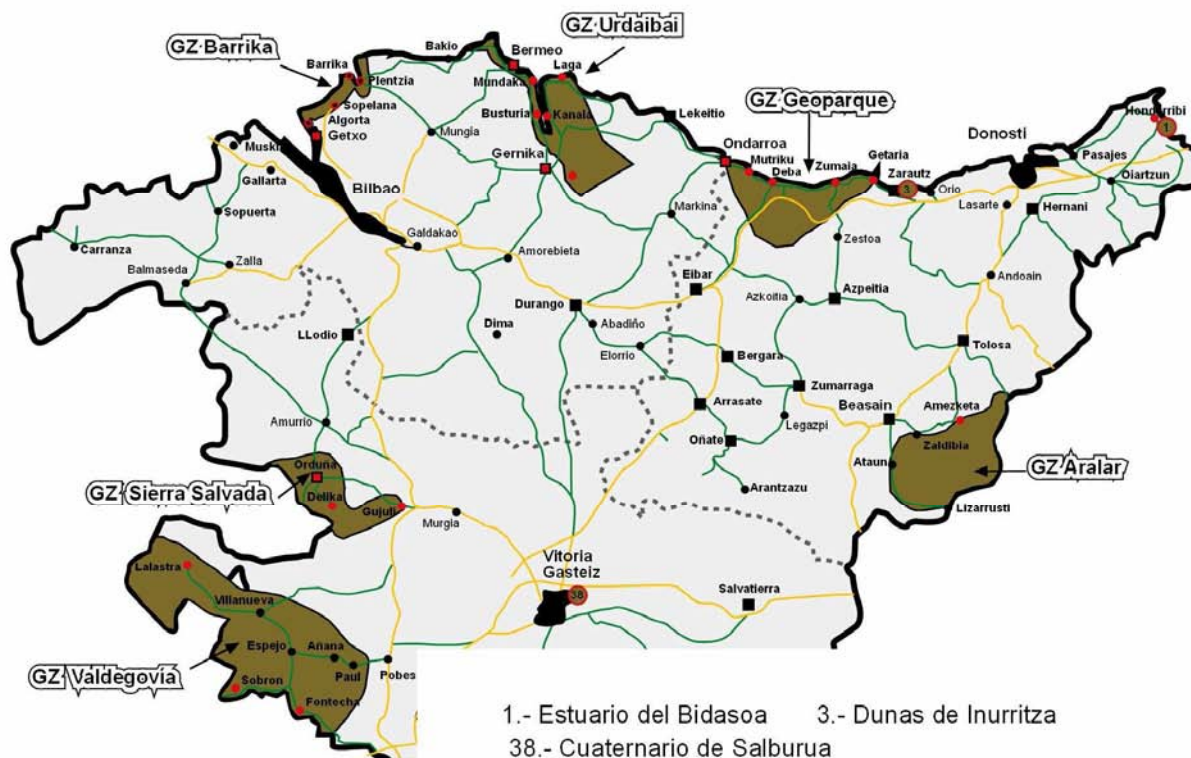 GZ Urdaibai
GZ Barrika
Bakio
Bermeo
Laga
Barrika
Plentzia
Mundaka
Sopelana
Algorta
Getxo
Busturia
Kanala
Lekeitio
GZ Geoparque
Hondarribi
1
Donosti
Muski
Mungia
Gernika
Ondarroa
Mutriku
Deba
Zumaia
Getaria
Zarautz
3
Orio
Pasajes
Oiartzun
Gallarta
Bilbao
Sopuerta
Markina
Lasarte
Hernani
Carranza
Zalla
Balmaseda
Galdakao
Amorebieta
Zestoa
Andoain
Eibar
Azkoitia
Azpeitia
Durango
Abadiño
LLodio
Dima
Elorrio
Bergara
Tolosa
Zumarraga
Arrasate
Beasain
Amezketa
Amurrio
Legazpi
Oñate
Zaldibia
Orduña
Ataun
GZ Aralar
GZ Sierra Salvada
Delika
Gujuli
Arantzazu
Lizarrusti
Murgia
Vitoria
Gasteiz
38
Salvatierra
Lalastra
Villanueva
Espejo
Añana
Paul
Pobes
GZ Valdegovía
Sobron
Fontecha
1.- Estuario del Bidasoa 3.- Dunas de Inurritza
38.- Cuaternario de Salburua